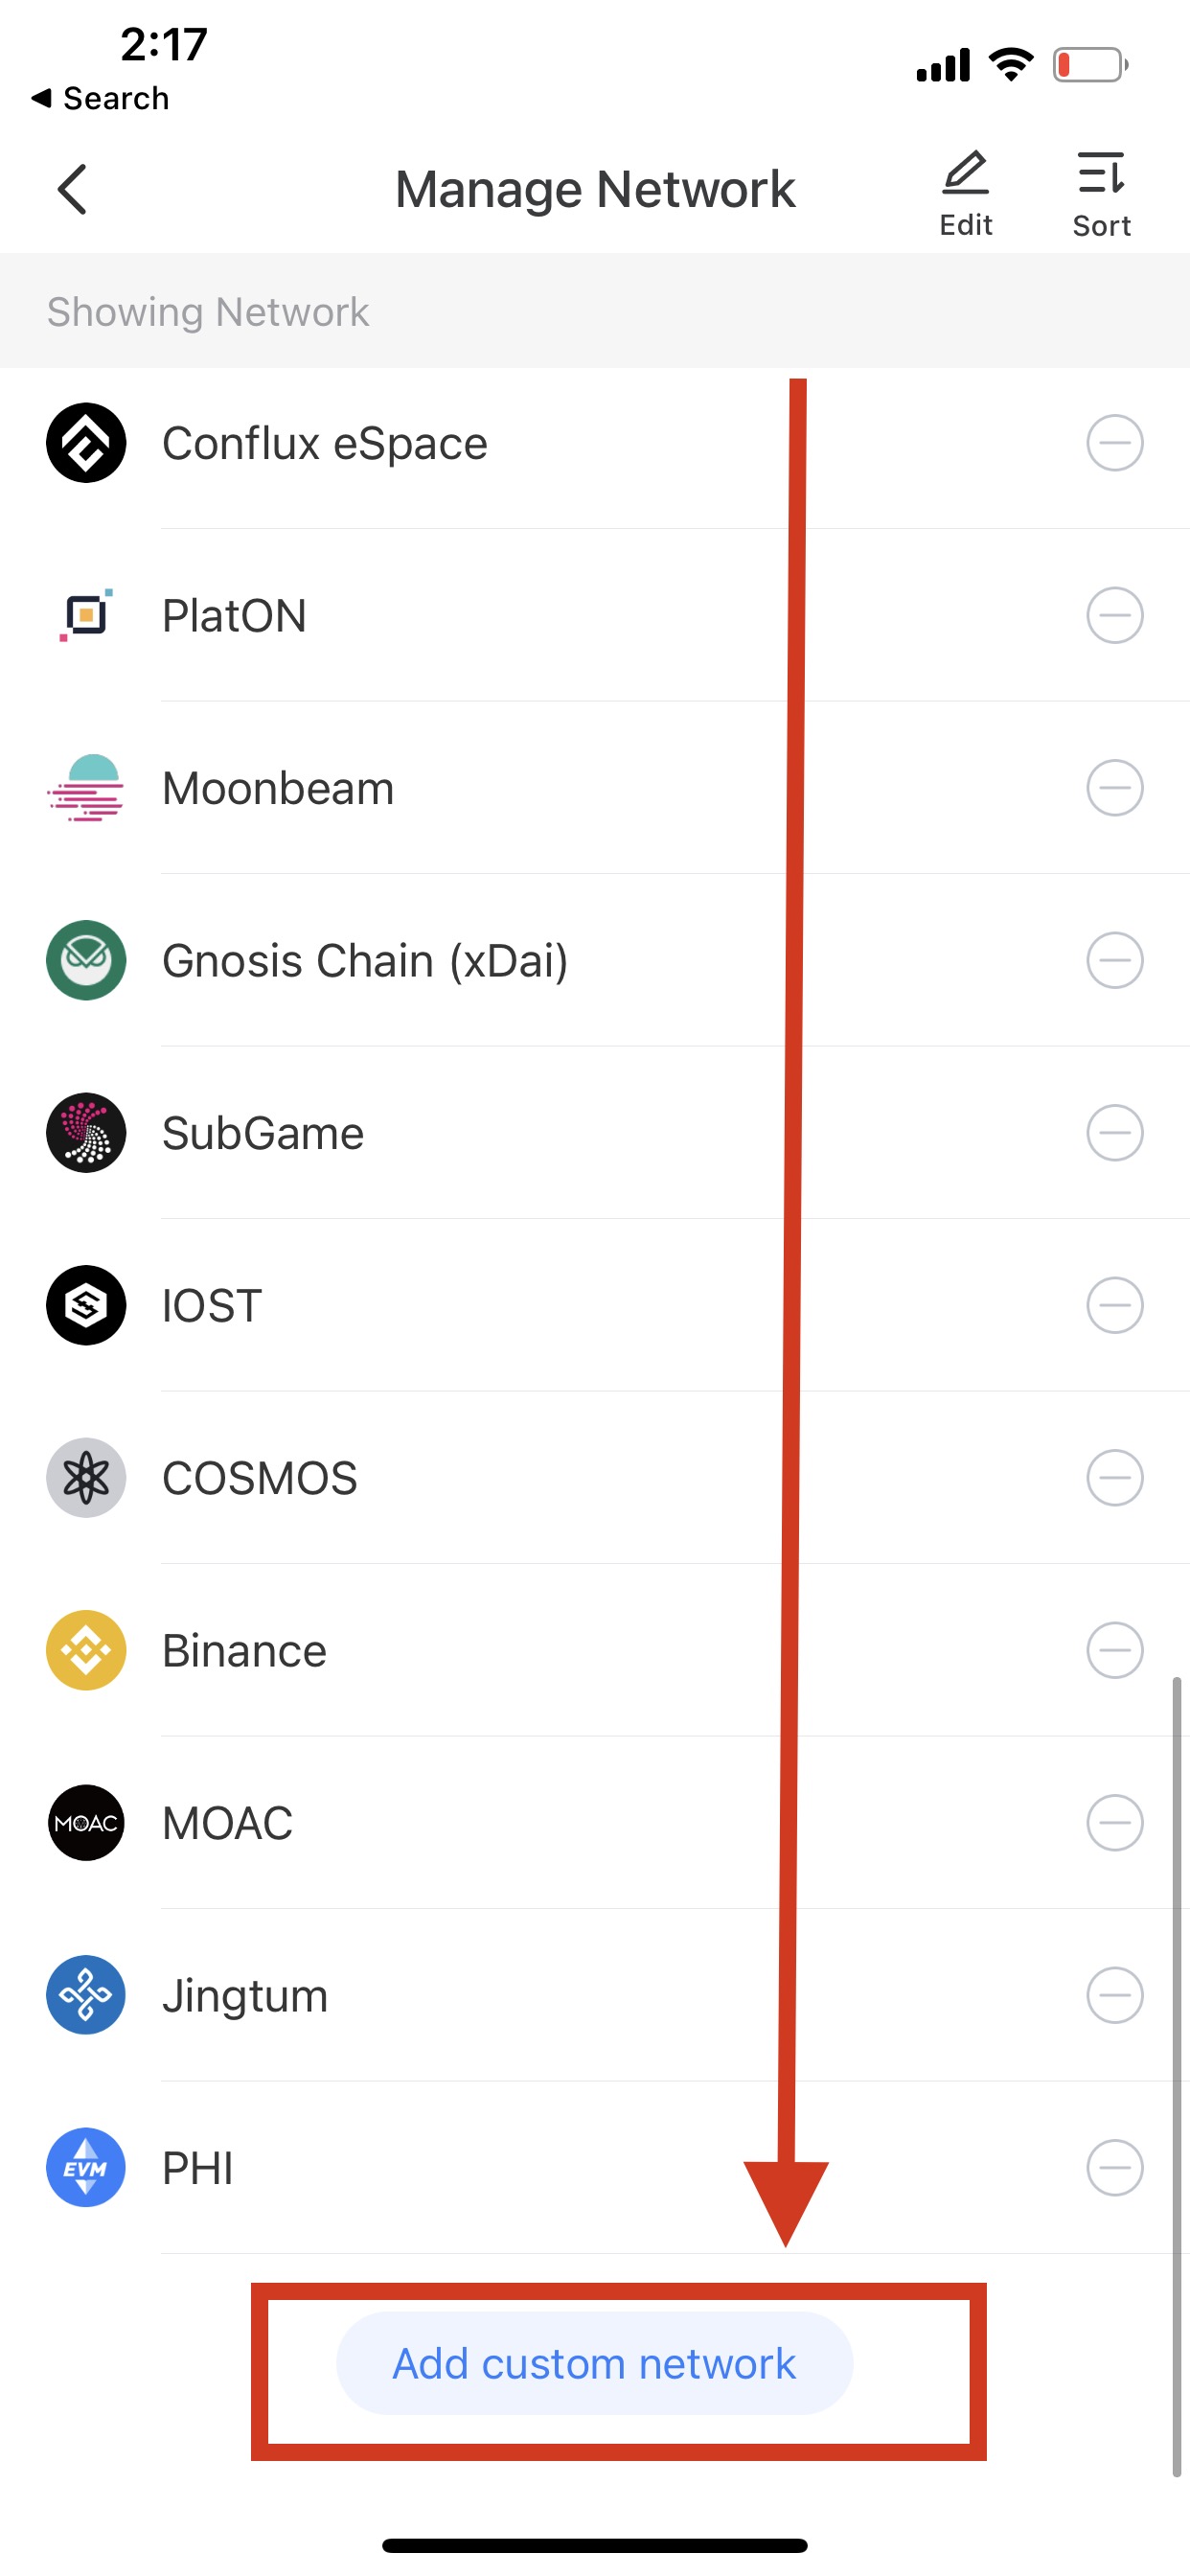 2:17
Search
Manage Network
Edit
Sort
Showing Network
Conflux eSpace
PlatON
Moonbeam
Gnosis Chain (xDai)
SubGame
IOST
COSMOS
Binance
MOAC
MOAC
Jingtum
EVM
PHI
Add custom network